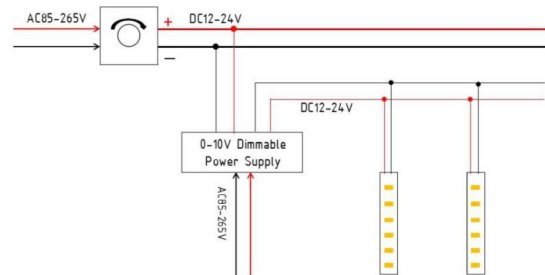 AC85-265V
+
DC12-24V
−
DC12-24V
0-10V Dimmable
Power Supply
AC85-265V